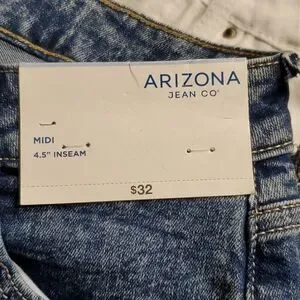 ARIZONA
JEAN CO®
MIDI
4.5" INSEAM
$32